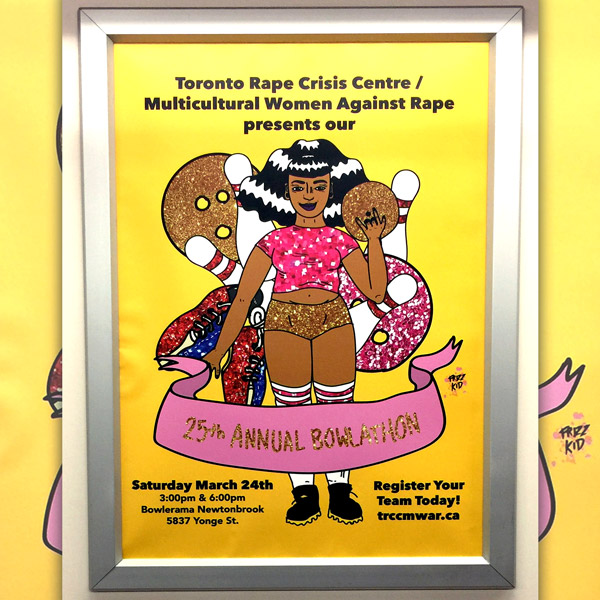 Toronto Rape Crisis Centre /
Multicultural Women Against Rape
presents our
FRIZZ
KID
25th ANNUAL BOWLATHON
FRIZZ
KID
Saturday March 24th
3:00pm & 6:00pm
Bowlerama Newtonbrook
5837 Yonge St.
Register Your
Team Today!
trccmwar.ca